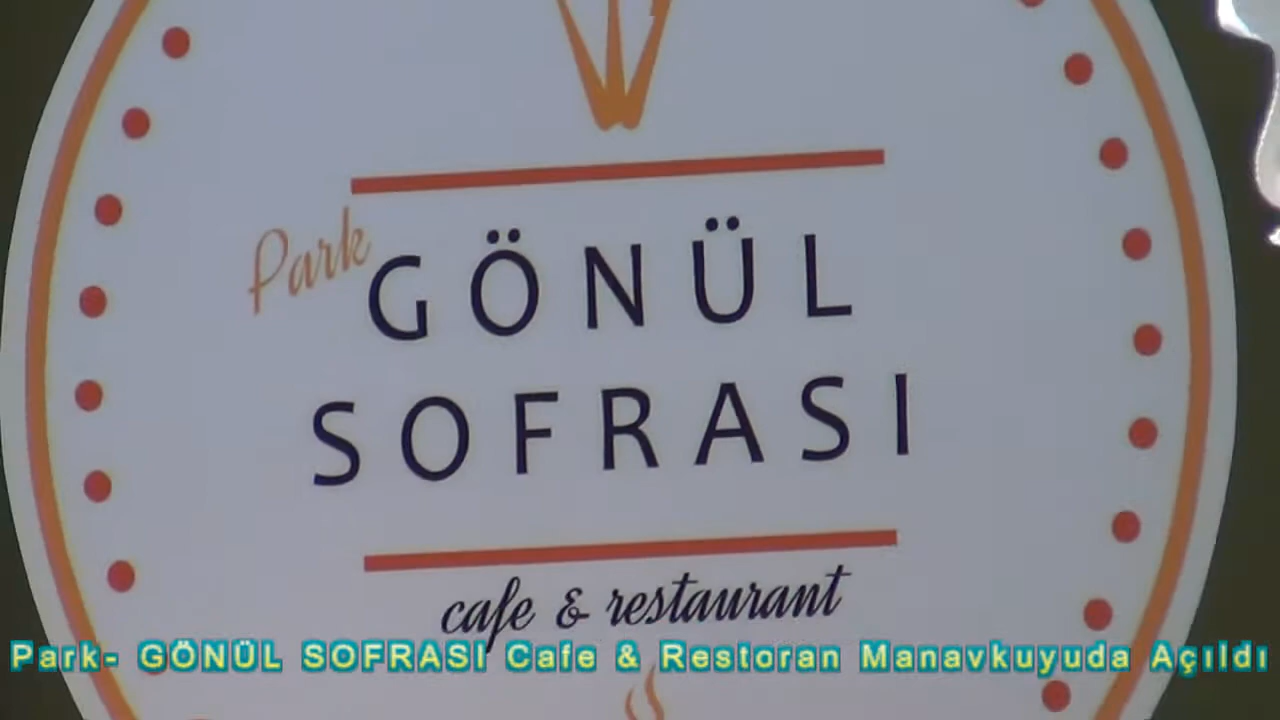 Park
GÖNÜL
SOFRASI
cafe & restaurant
Park- GÖNÜL SOFRASI Cafe & Restoran Manavkuyuda Açıldı